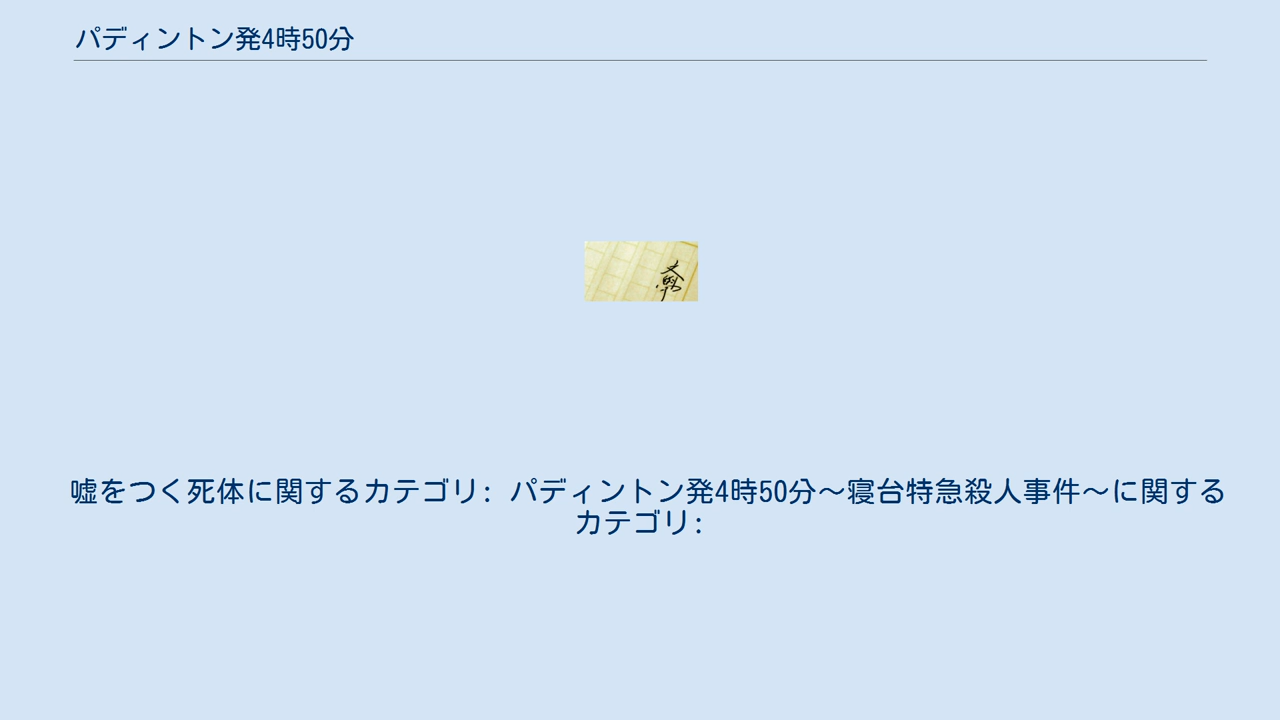 パディントン発4時50分
嘘をつく死体に関するカテゴリ: パディントン発4時50分〜寝台特急殺人事件〜に関する
カテゴリ: